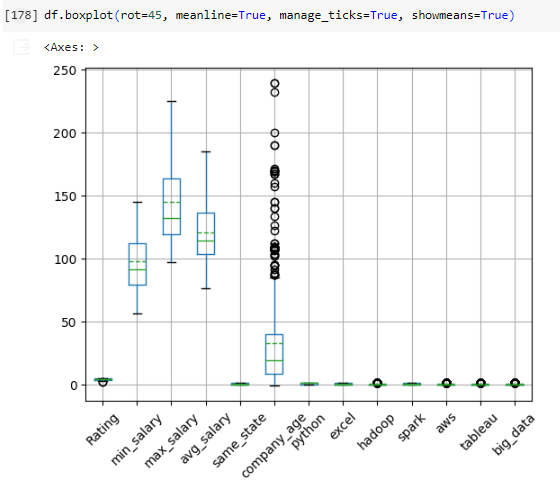 [178] df.boxplot(rot=45, meanline=True, manage_ticks=True, showmeans=True)
<Axes: >
250
200
150
100
50
0
Rating
min_salary
max_salary
avg_salary
same_state
company_age
python
excel
hadoop
spark
aws
tableau
big_data